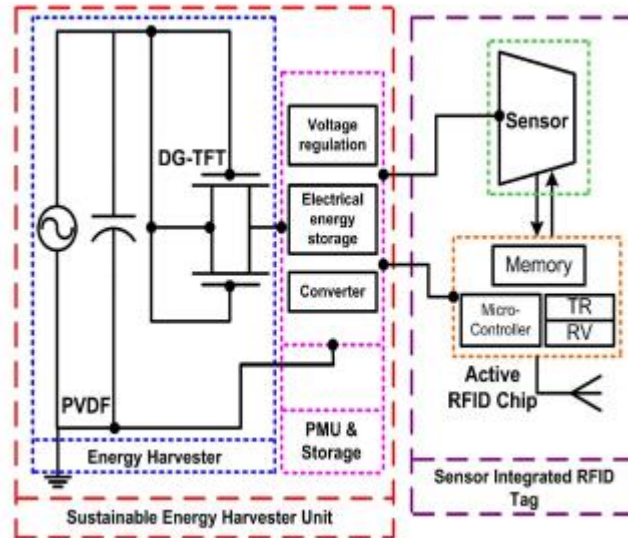 DG-TFT
PVDF
Energy Harvester
Voltage
regulation
Electrical
energy
storage
Converter
PMU &
Storage
Sustainable Energy Harvester Unit
Sensor
Memory
Micro-
Controller
TR
RV
Active
RFID Chip
Sensor Integrated RFID
Tag